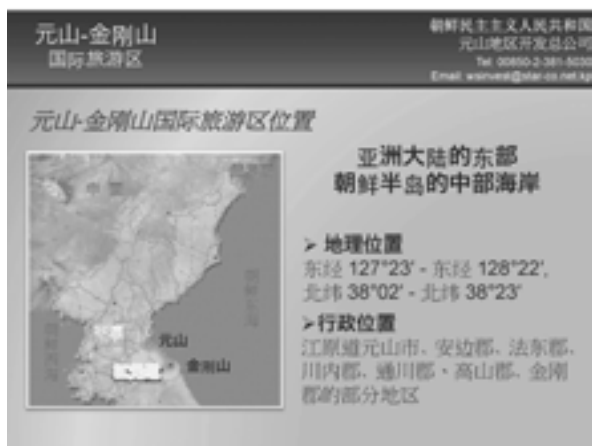 元山-金刚山
国际旅游区
朝鲜民主主义人民共和国
元山地区开发总公司
Tel: 00850-2-381-5030
Email: wsinvest@star-co.net.kp
元山-金刚山国际旅游区位置
亚洲大陆的东部
朝鲜半岛的中部海岸
➢ 地理位置
东经 127°23′ - 东经 128°22′,
北纬 38°02′ - 北纬 38°23′
➢行政位置
江原道元山市、安边郡、法东郡、
川内郡、通川郡、高山郡、金刚
郡的部分地区
中国
元山
金刚山